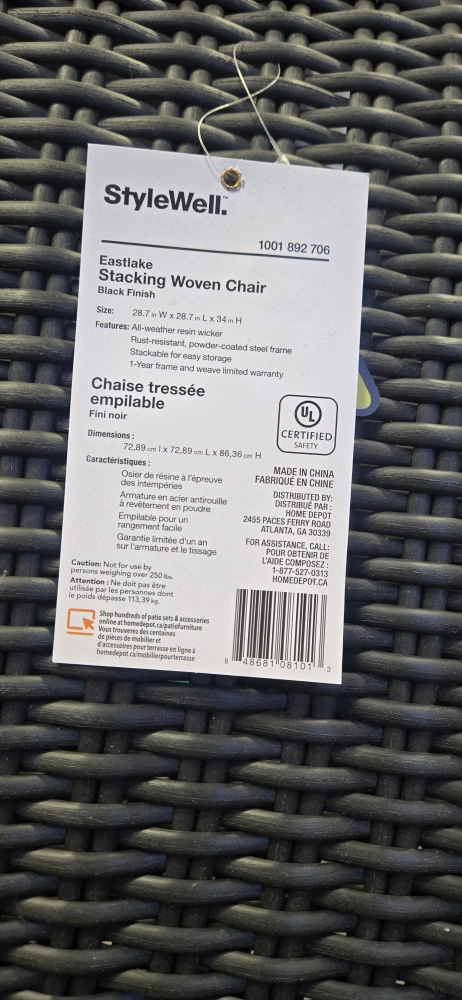 StyleWell.™
1001 892 706
Eastlake
Stacking Woven Chair
Black Finish
Size: 28.7 in W x 28.7 in L x 34 in H
Features: All-weather resin wicker
Rust-resistant, powder-coated steel frame
Stackable for easy storage
1-Year frame and weave limited warranty
Chaise tressée
empilable
Fini noir
Dimensions :
72,89 cm l x 72,89 cm L x 86,36 cm H
Caractéristiques :
Osier de résine à l'épreuve
des intempéries
Armature en acier antirouille
à revêtement en poudre
Empilable pour un
rangement facile
Garantie limitée d'un an
sur l'armature et le tissage
Caution: Not for use by
persons weighing over 250 lbs.
Attention : Ne doit pas être
utilisée par les personnes dont
le poids dépasse 113,39 kg.
Shop hundreds of patio sets & accessories
online at homedepot.ca/patiofurniture
Vous trouverez des centaines
de pièces de mobilier et
d'accessoires pour terrasse en ligne à
homedepot.ca/mobilierpourterrasse
UL
CERTIFIED
SAFETY
MADE IN CHINA
FABRIQUÉ EN CHINE
DISTRIBUTED BY:
DISTRIBUÉ PAR :
HOME DEPOT
2455 PACES FERRY ROAD
ATLANTA, GA 30339
FOR ASSISTANCE, CALL:
POUR OBTENIR DE
L'AIDE COMPOSEZ :
1-877-527-0313
HOMEDEPOT.CA
8 48681 08101 3